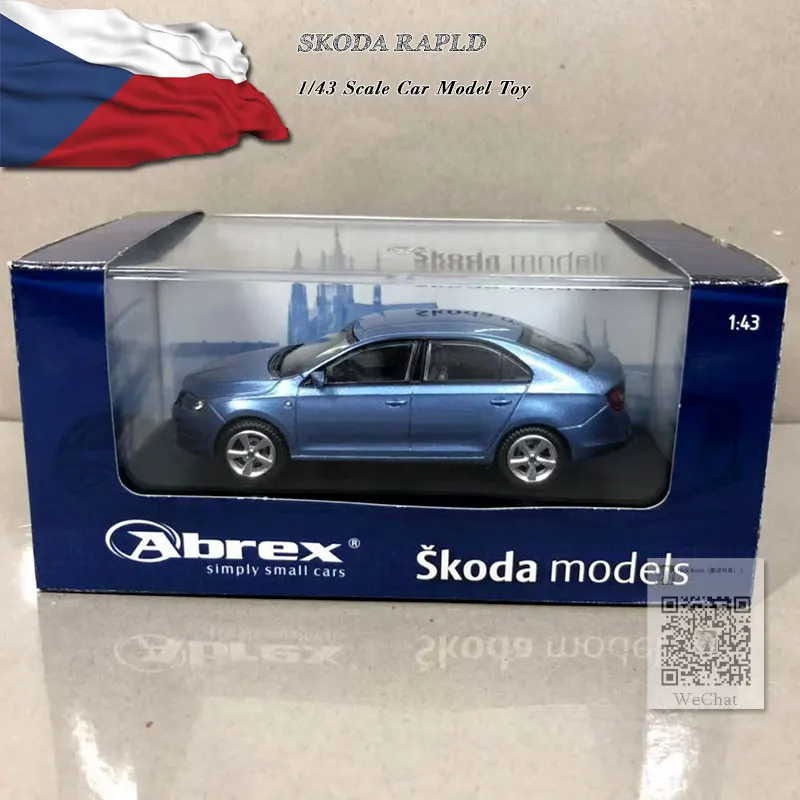 SKODA RAPLD
1/43 Scale Car Model Toy
Škoda models
1:43
Abrex®
simply small cars
Škoda models
WeChat